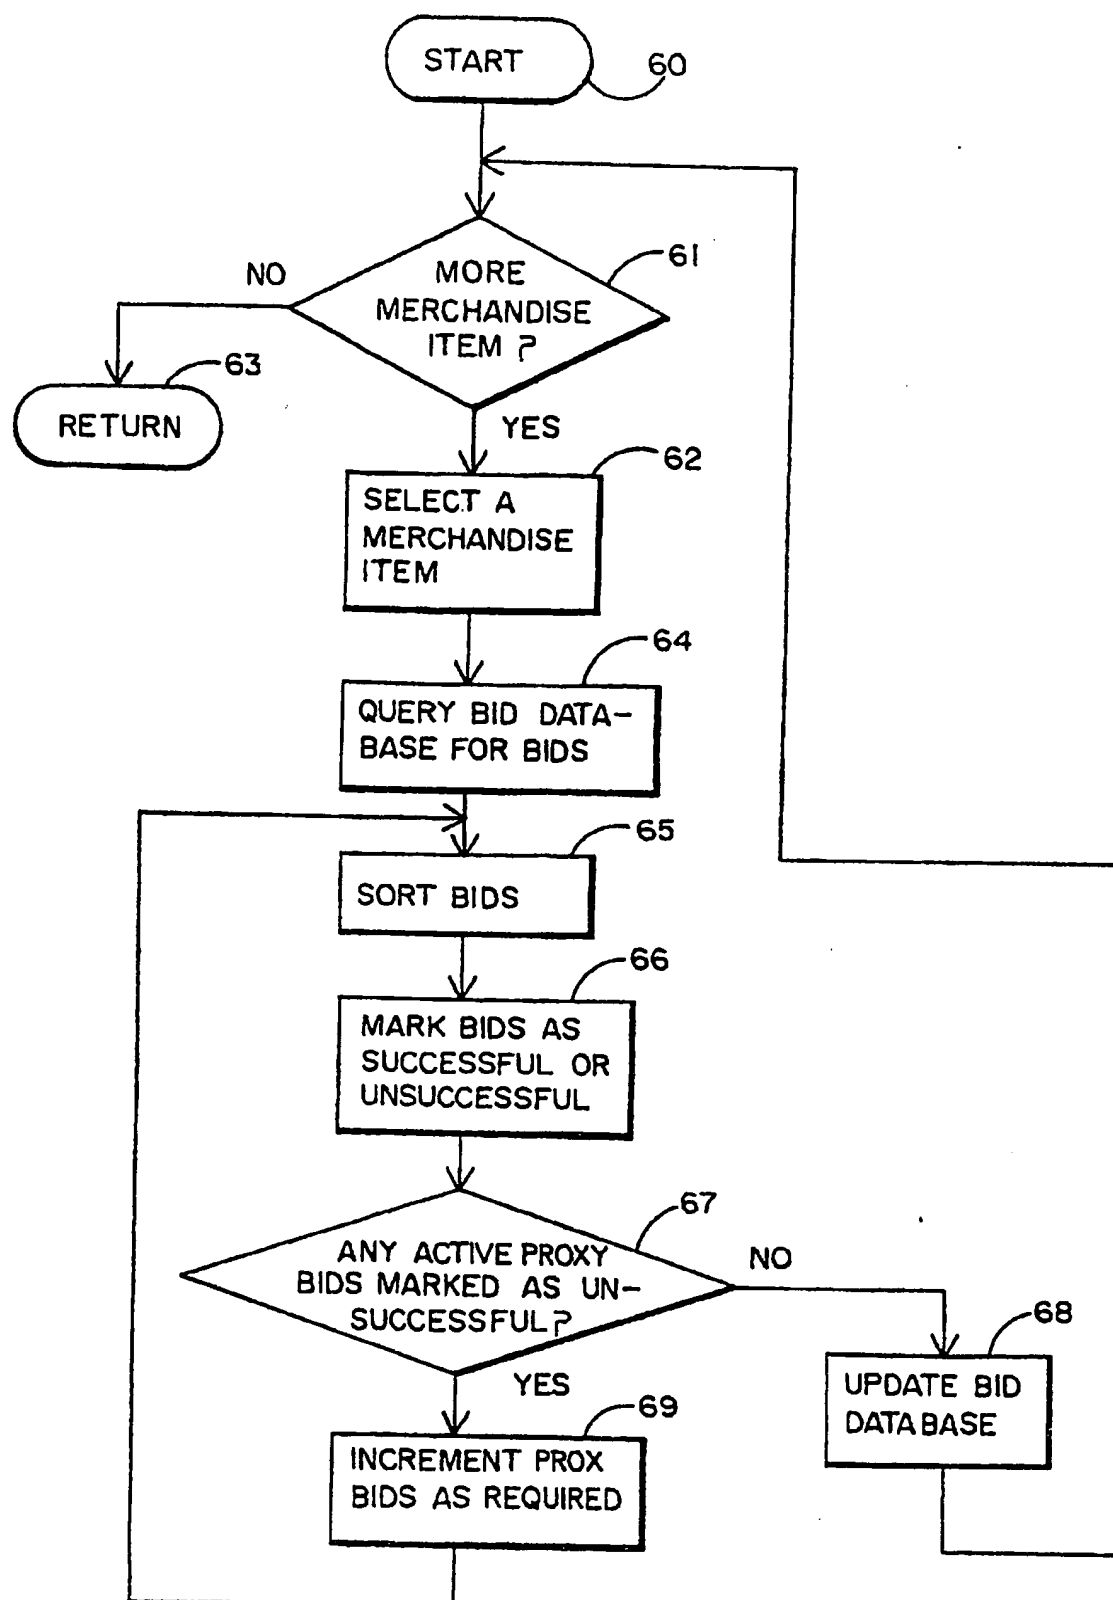 START
60
61
NO
MORE
MERCHANDISE
ITEM ?
63
RETURN
YES
62
SELECT A
MERCHANDISE
ITEM
64
QUERY BID DATA-
BASE FOR BIDS
65
SORT BIDS
66
MARK BIDS AS
SUCCESSFUL OR
UNSUCCESSFUL
67
NO
ANY ACTIVE PROXY
BIDS MARKED AS UN-
SUCCESSFUL?
68
YES
UPDATE BID
DATABASE
69
INCREMENT PROX
BIDS AS REQUIRED